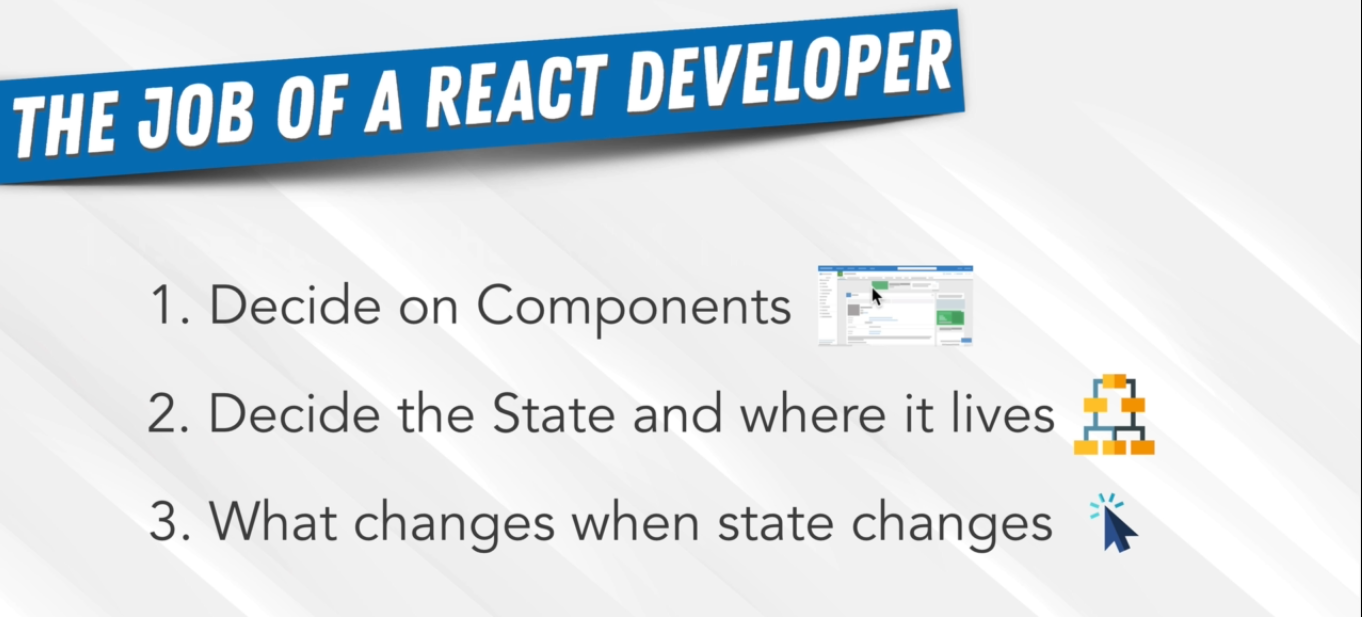 THE JOB OF A REACT DEVELOPER
1. Decide on Components
2. Decide the State and where it lives
3. What changes when state changes